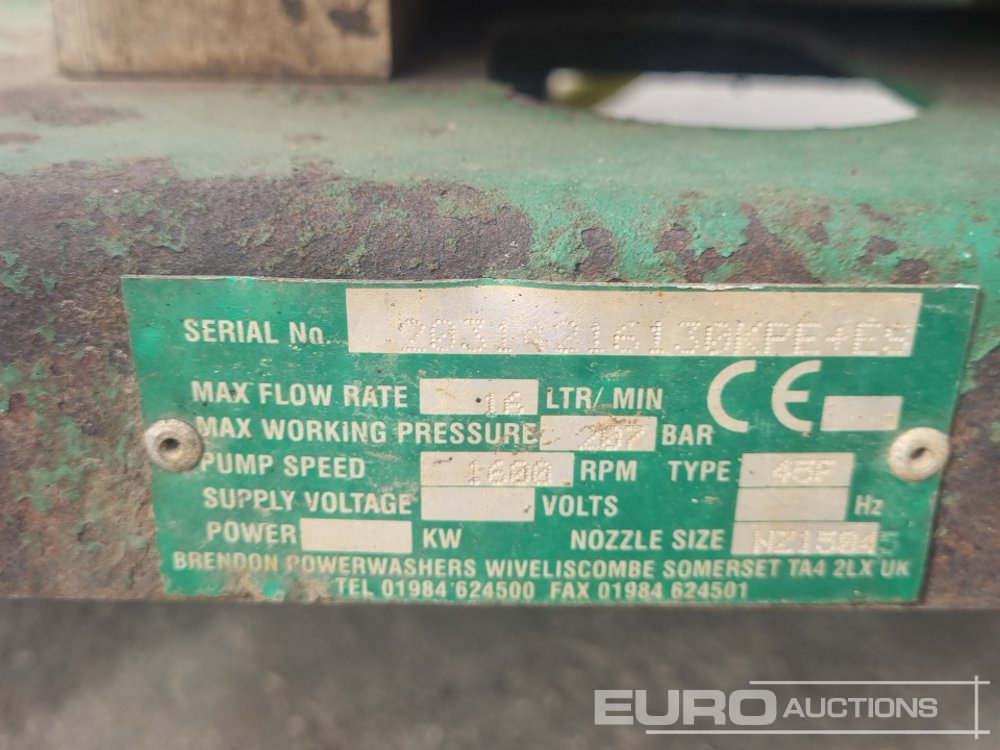 SERIAL No.
MAX FLOW RATE LTR/ MIN CE
MAX WORKING PRESSURE 207 BAR
PUMP SPEED 1600 RPM TYPE
SUPPLY VOLTAGE VOLTS Hz
POWER KW NOZZLE SIZE
BRENDON POWERWASHERS WIVELISCOMBE SOMERSET TA4 2LX UK
TEL 01984 624500 FAX 01984 624501
EURO AUCTIONS